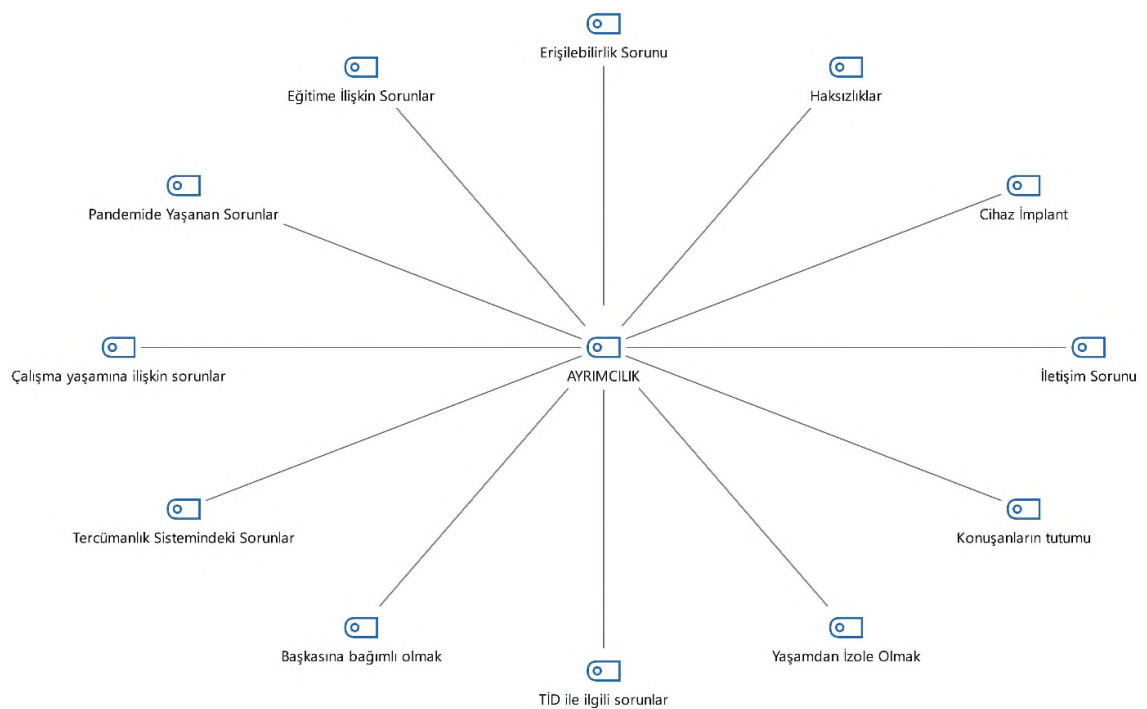 Erişilebilirlik Sorunu
Eğitime İlişkin Sorunlar
Haksızlıklar
Pandemide Yaşanan Sorunlar
Cihaz İmplant
Çalışma yaşamına ilişkin sorunlar
AYRIMCILIK
İletişim Sorunu
Tercümanlık Sistemindeki Sorunlar
Konuşanların tutumu
Başkasına bağımlı olmak
Yaşamdan İzole Olmak
TİD ile ilgili sorunlar